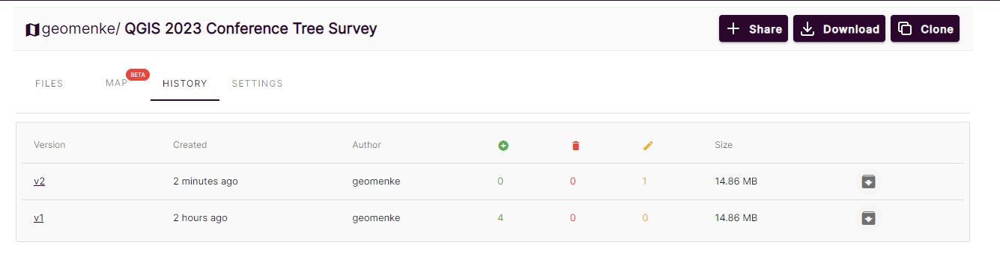 geomenke/ QGIS 2023 Conference Tree Survey Share Download Clone
FILES MAP BETA HISTORY SETTINGS
Version Created Author Size
v2 2 minutes ago geomenke 0 0 1 14.86 MB
v1 2 hours ago geomenke 4 0 0 14.86 MB